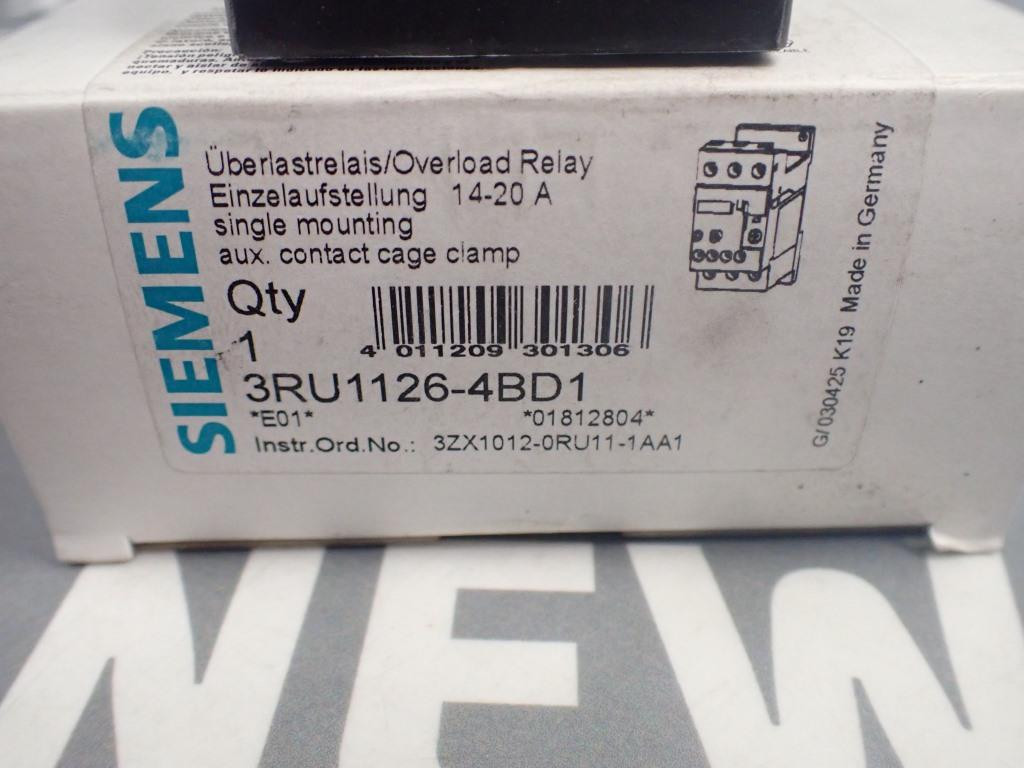 Precaución:
SIEMENS
Überlastrelais/Overload Relay
Einzelaufstellung 14-20 A
single mounting
aux. contact cage clamp
Qty
1
4 011209 301306
3RU1126-4BD1
*E01* *01812804*
Instr.Ord.No.: 3ZX1012-0RU11-1AA1
G/030425 K19 Made in Germany
NEW